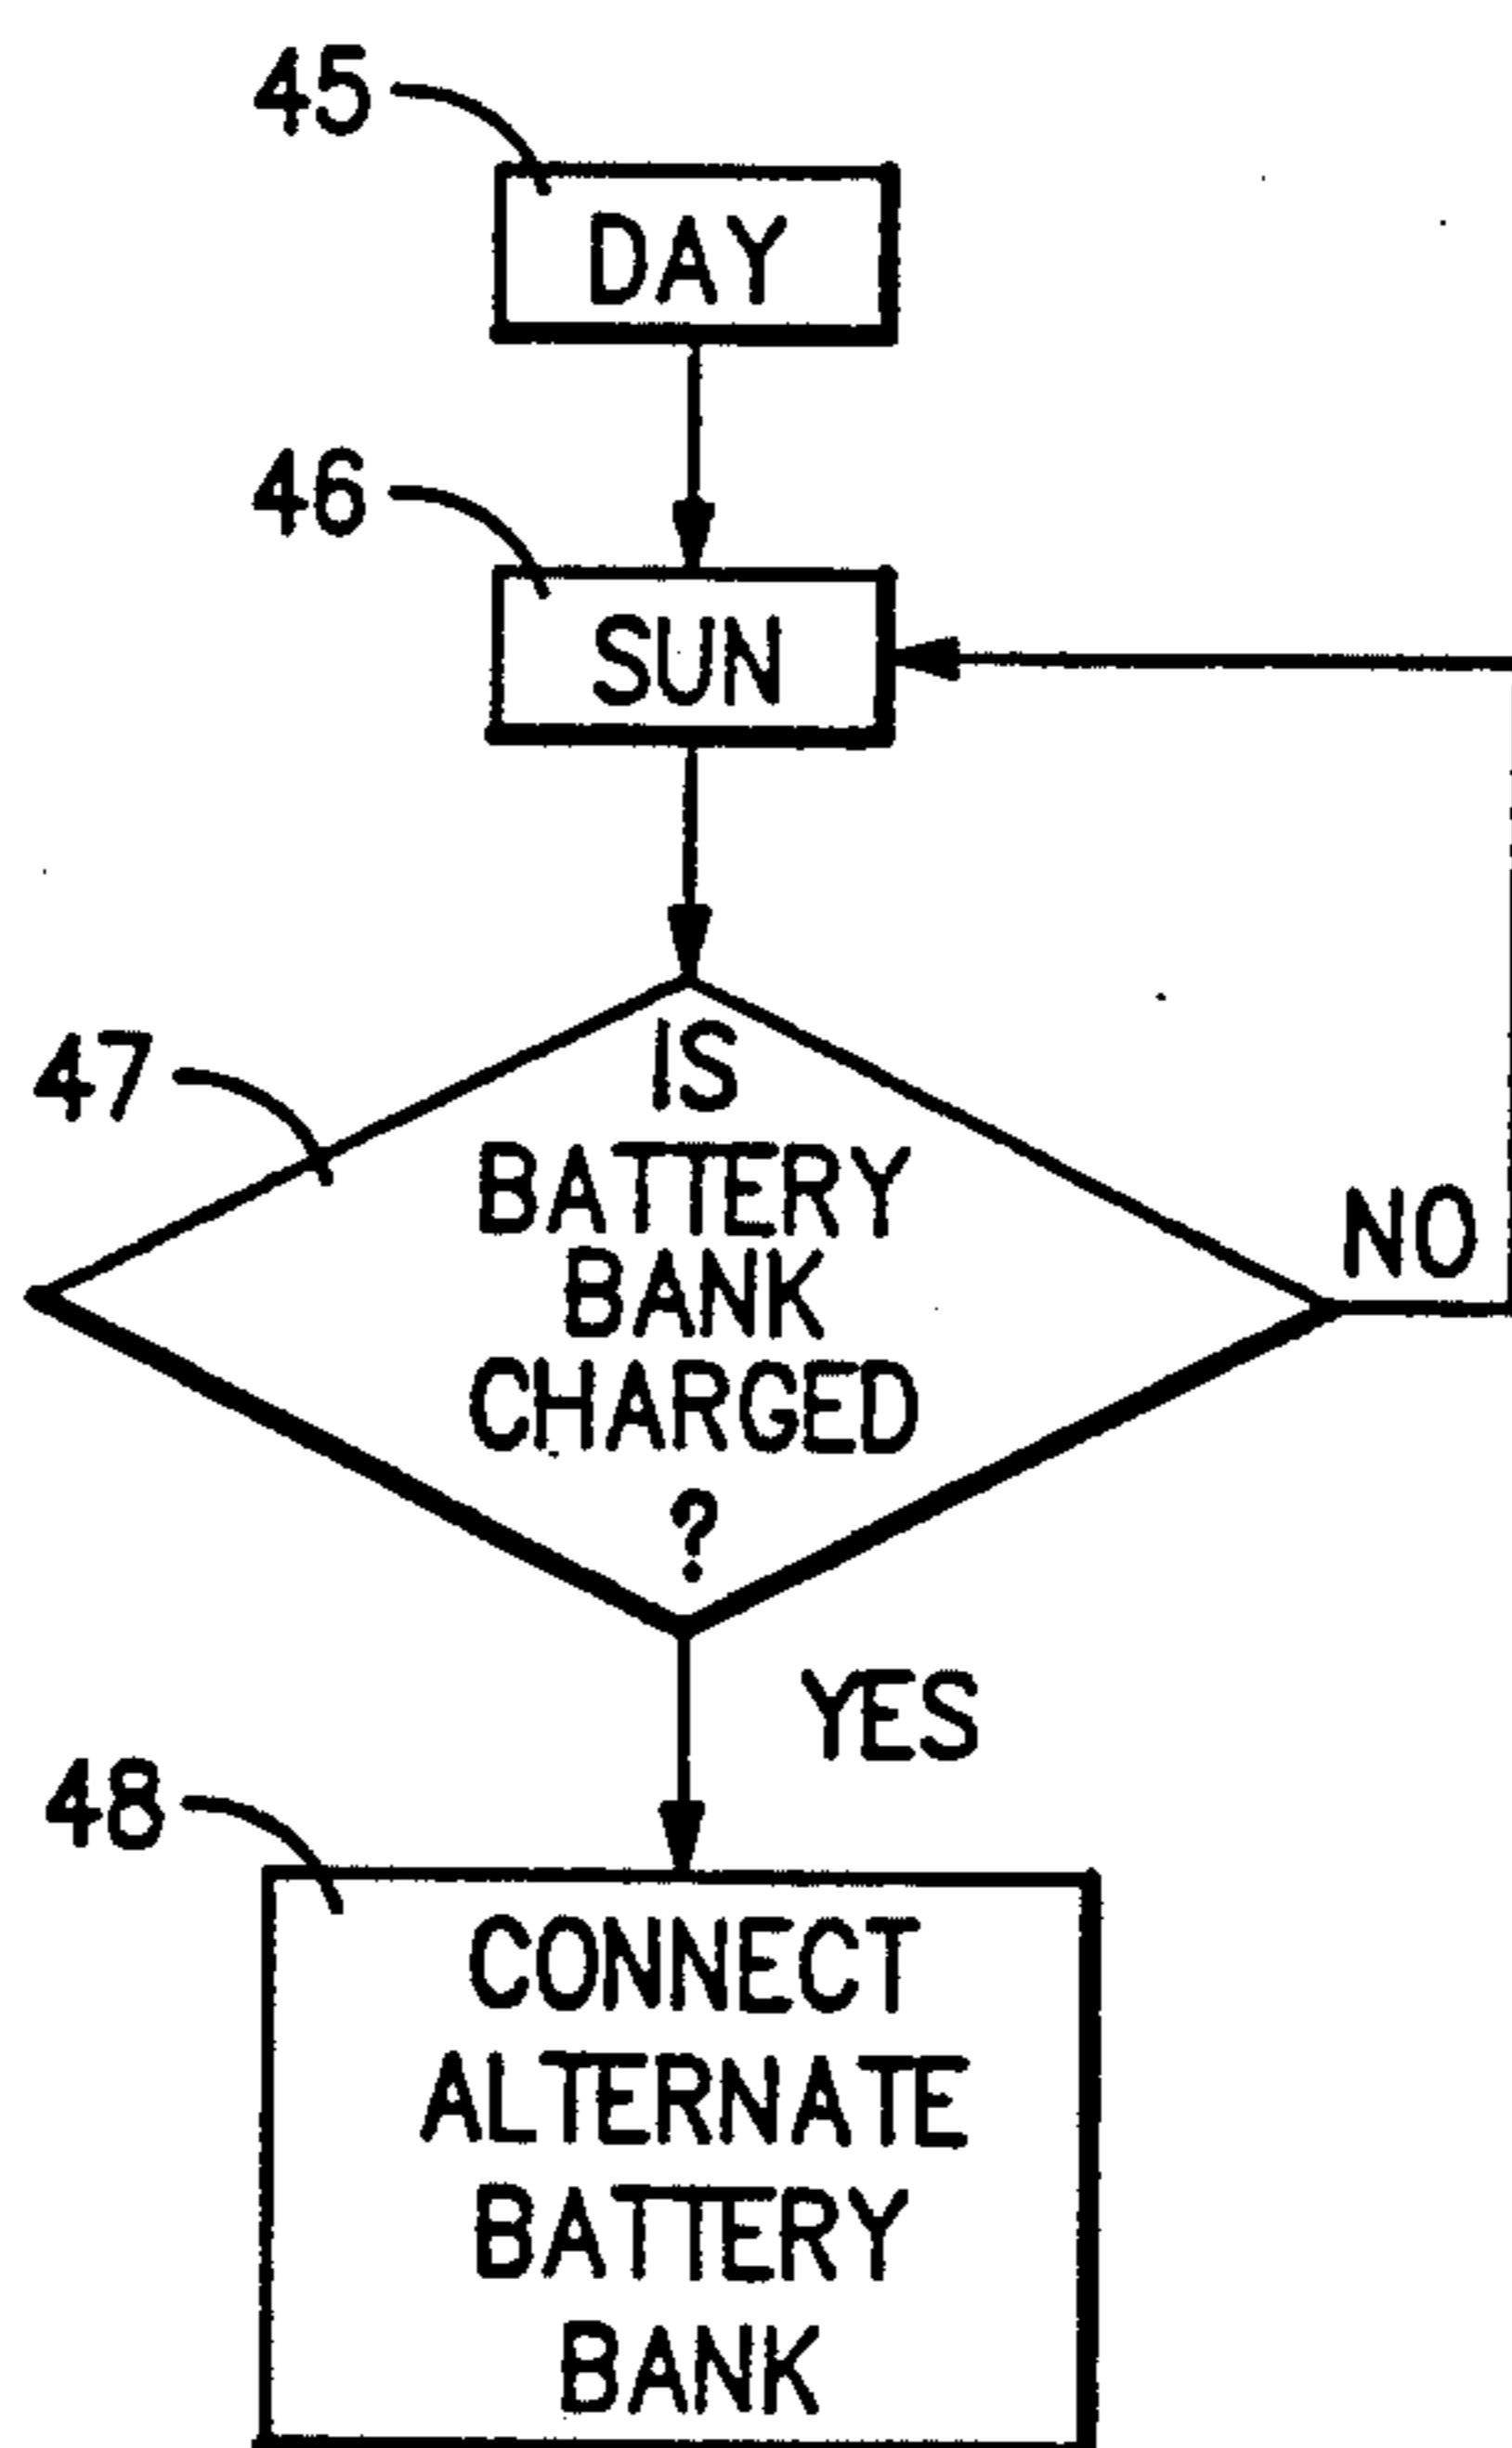 45
DAY
46
SUN
47
IS
BATTERY
BANK
CHARGED
?
NO
YES
48
CONNECT
ALTERNATE
BATTERY
BANK